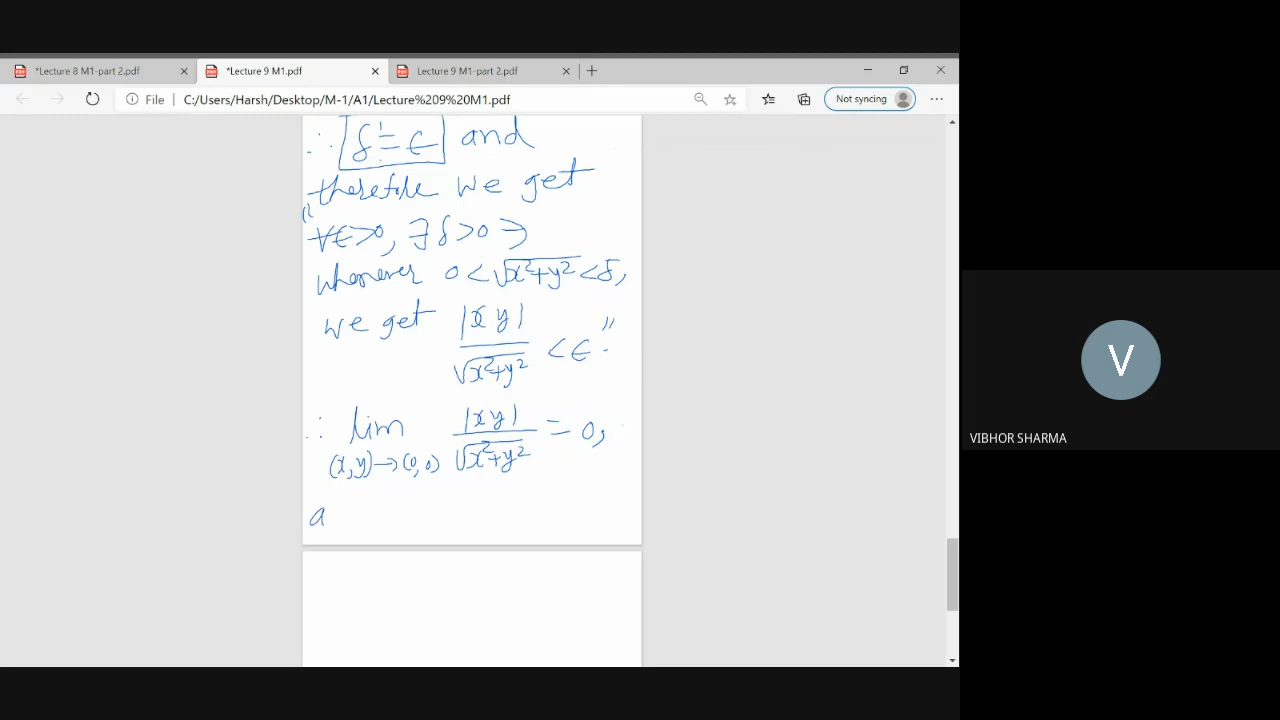 *Lecture 8 M1-part 2.pdf
*Lecture 9 M1.pdf
Lecture 9 M1-part 2.pdf
File | C:/Users/Harsh/Desktop/M-1/A1/Lecture%209%20M1.pdf
Not syncing
∴ and
therefore we get
"∀ε>0, ∃ δ>0 ∋
whenever 0 < √x²+y² < δ,
we get |xy| / √x²+y² < ε"
∴ lim (x,y)→(0,0) |xy| / √x²+y² = 0,
a
V
VIBHOR SHARMA